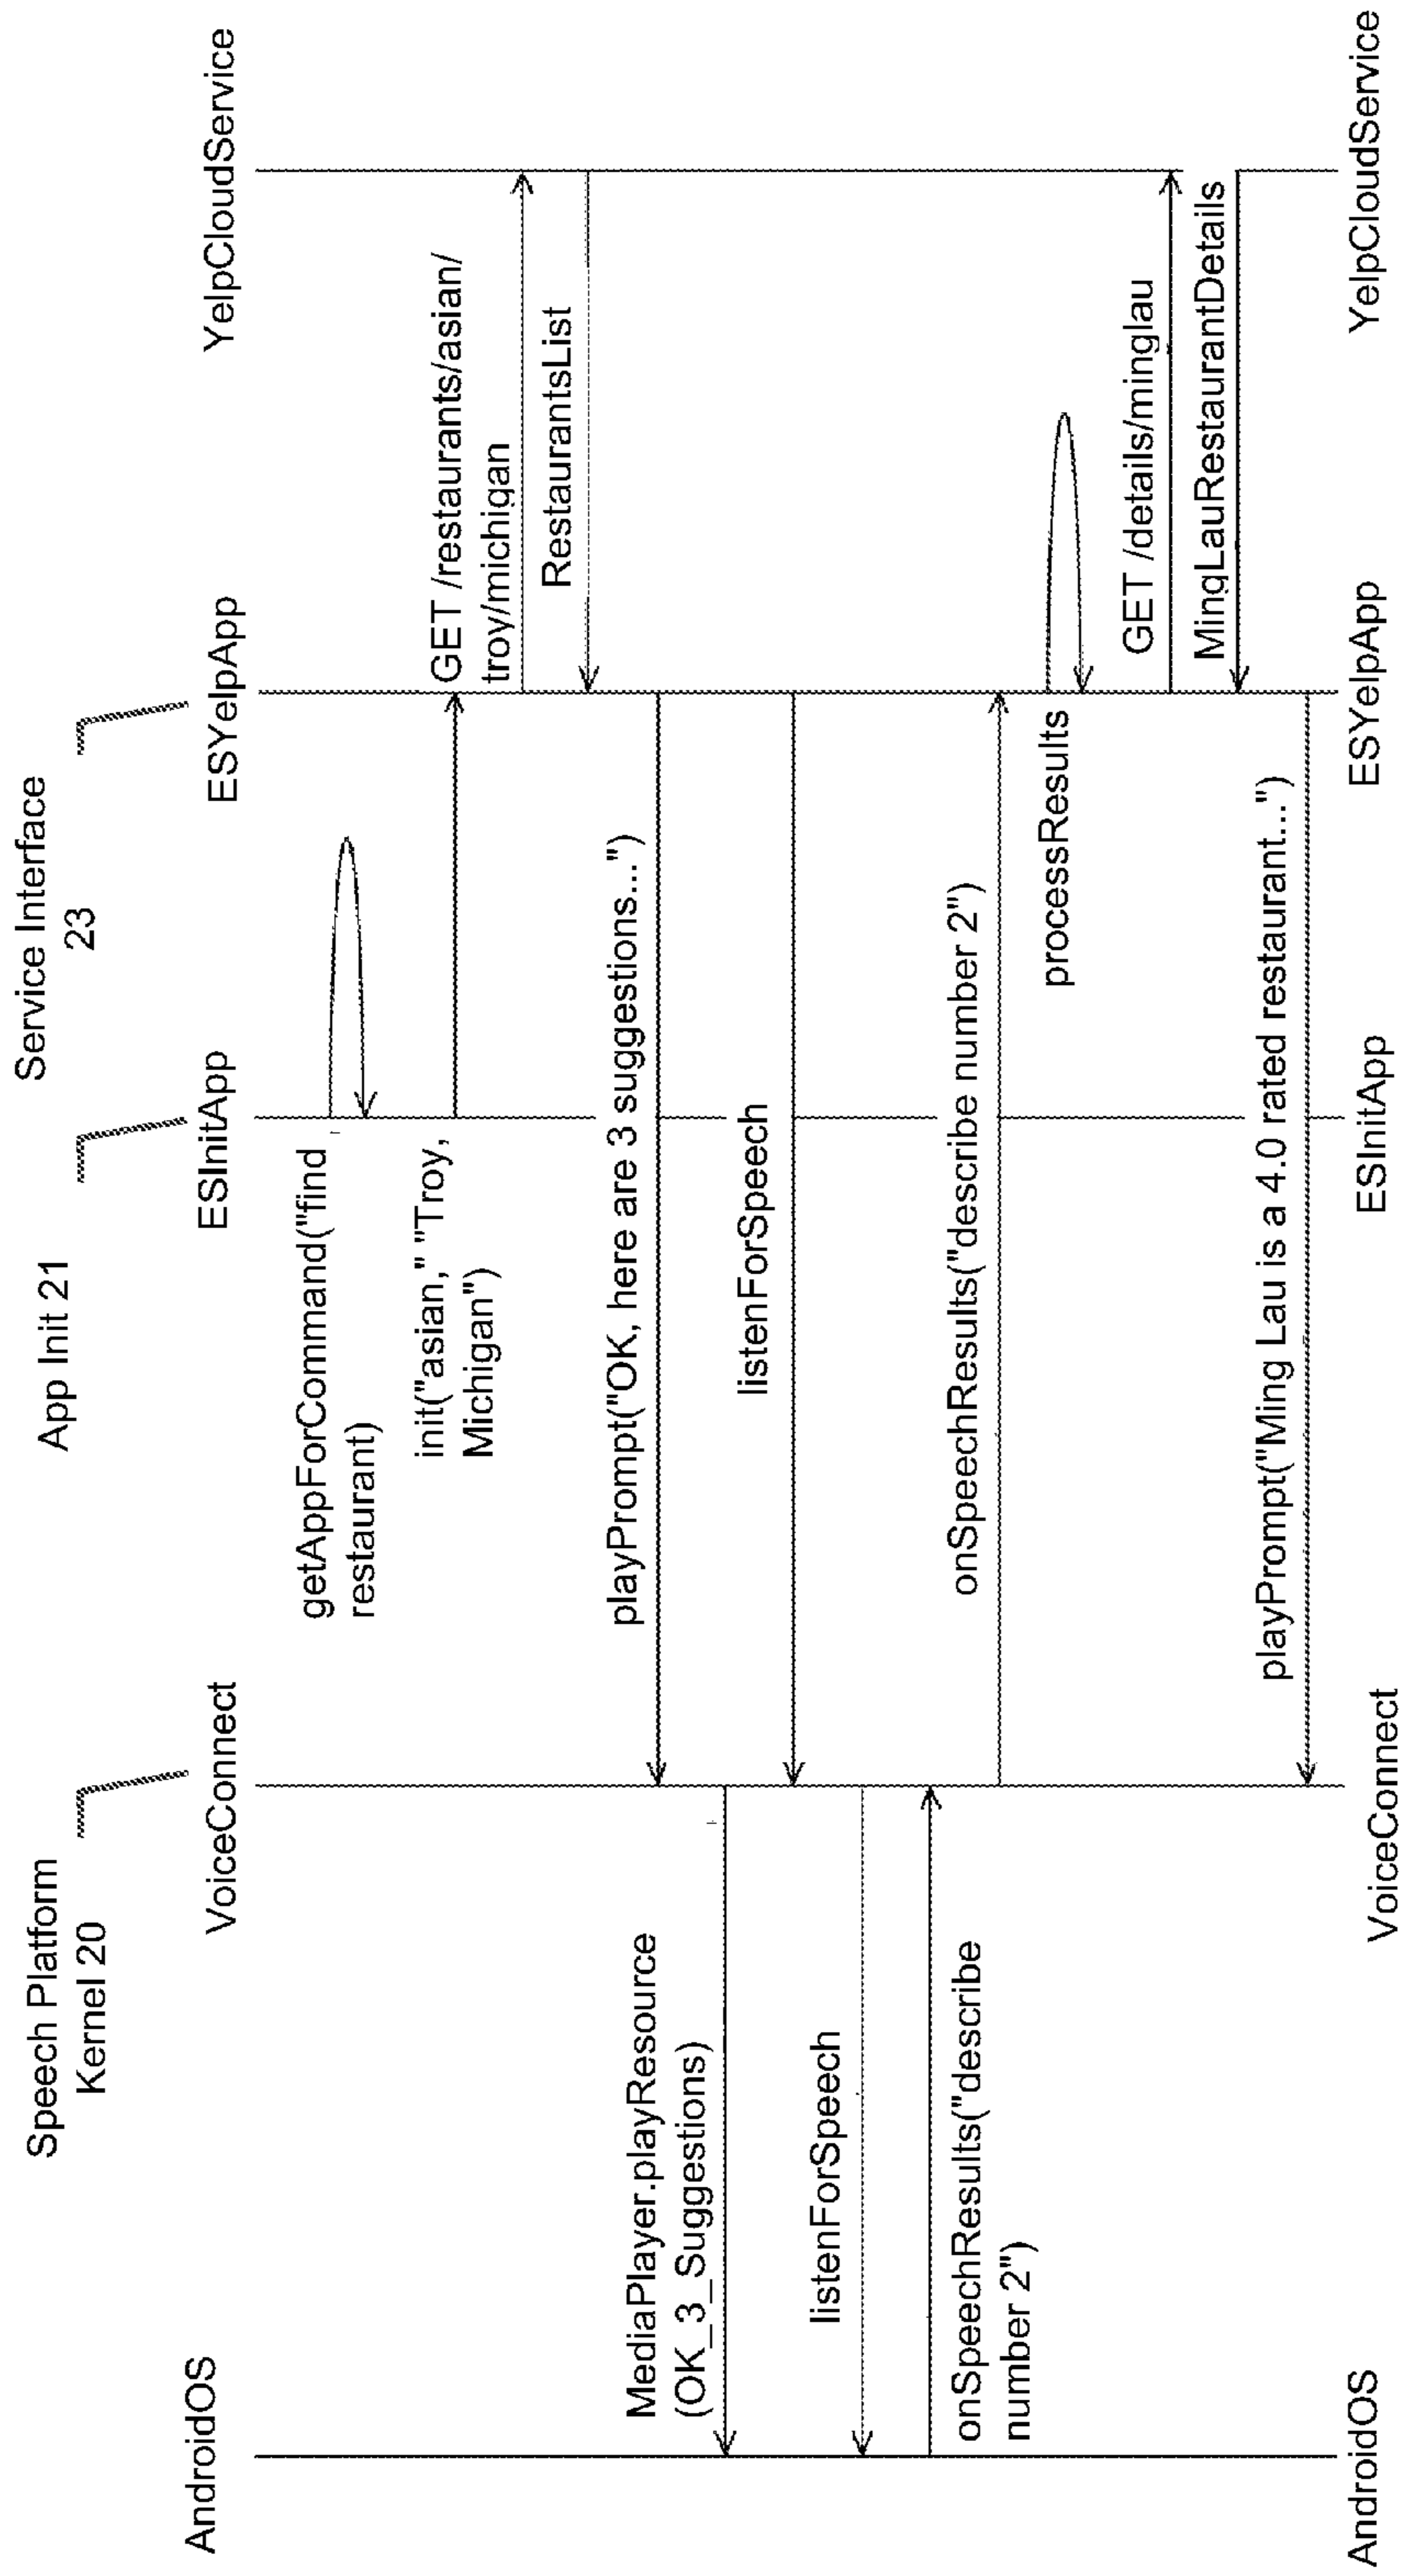 Speech Platform
Kernel 20
App Init 21
Service Interface
23
AndroidOS
VoiceConnect
ESInitApp
ESYelpApp
YelpCloudService
getAppForCommand("find
restaurant)
init("asian," "Troy,
Michigan")
GET /restaurants/asian/
troy/michigan
RestaurantsList
playPrompt("OK, here are 3 suggestions...")
MediaPlayer.playResource
(OK_3_Suggestions)
listenForSpeech
listenForSpeech
onSpeechResults("describe
number 2")
onSpeechResults("describe number 2")
processResults
GET /details/minglau
MingLauRestaurantDetails
playPrompt("Ming Lau is a 4.0 rated restaurant...")
AndroidOS
VoiceConnect
ESInitApp
ESYelpApp
YelpCloudService